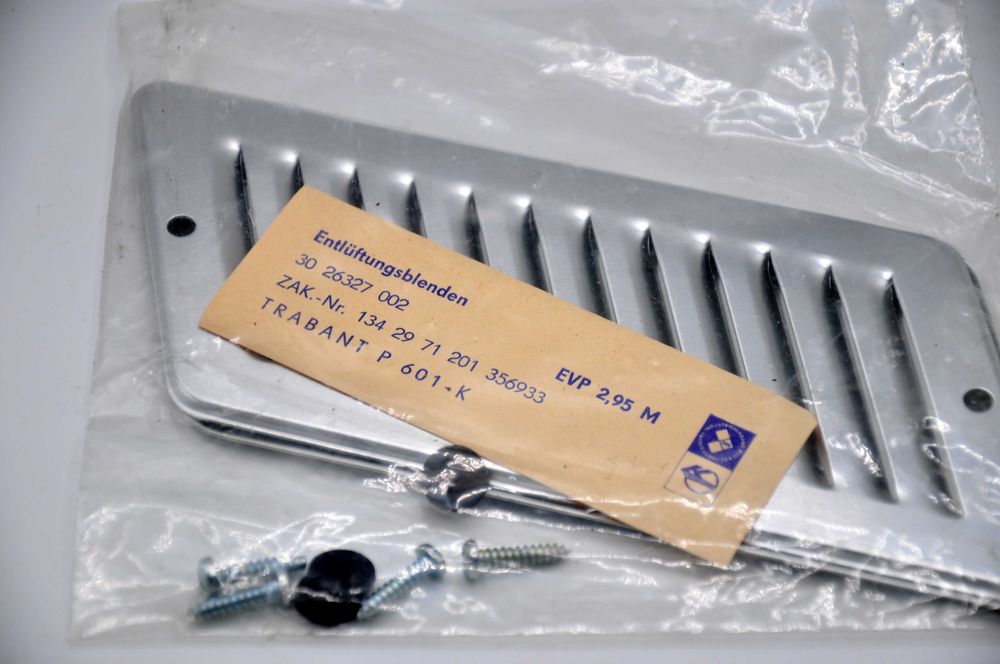 Entlüftungsblenden
30 26327 002
ZAK.-Nr. 134 29 71 201 356933
TRABANT P 601-K
EVP 2,95 M